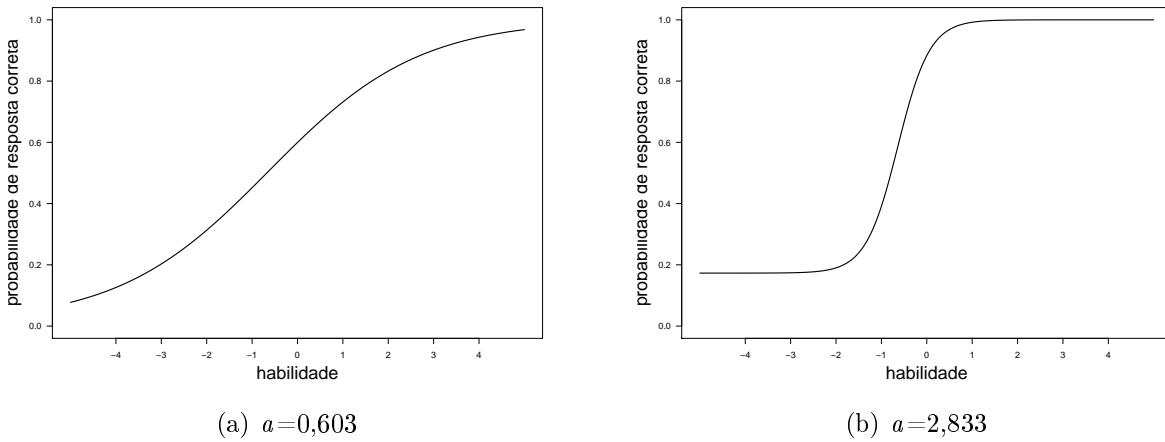 probabilidade de resposta correta
1.0
0.8
0.6
0.4
0.2
0.0
−4 −3 −2 −1 0 1 2 3 4
habilidade
(a) a=0,603
probabilidade de resposta correta
1.0
0.8
0.6
0.4
0.2
0.0
−4 −3 −2 −1 0 1 2 3 4
habilidade
(b) a=2,833